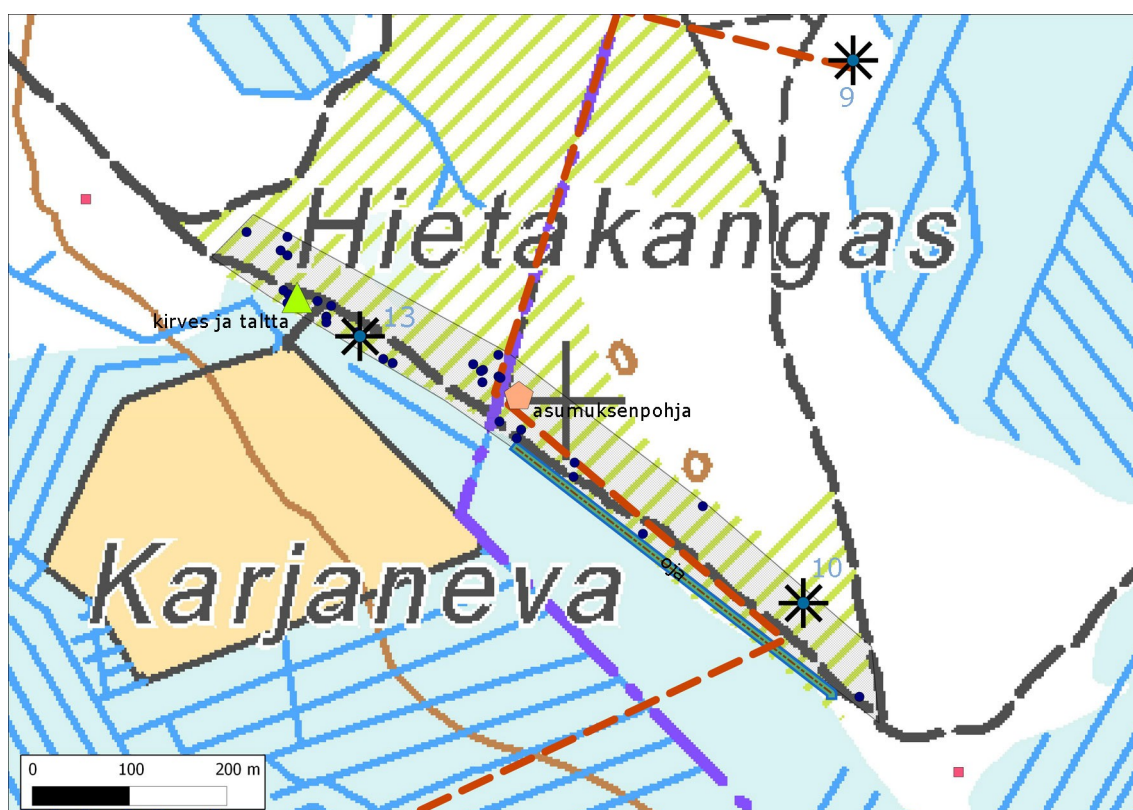 9
Hietakangas
kirves ja taltta
13
asumuksenpohja
oja
10
Karjaneva
0 100 200 m